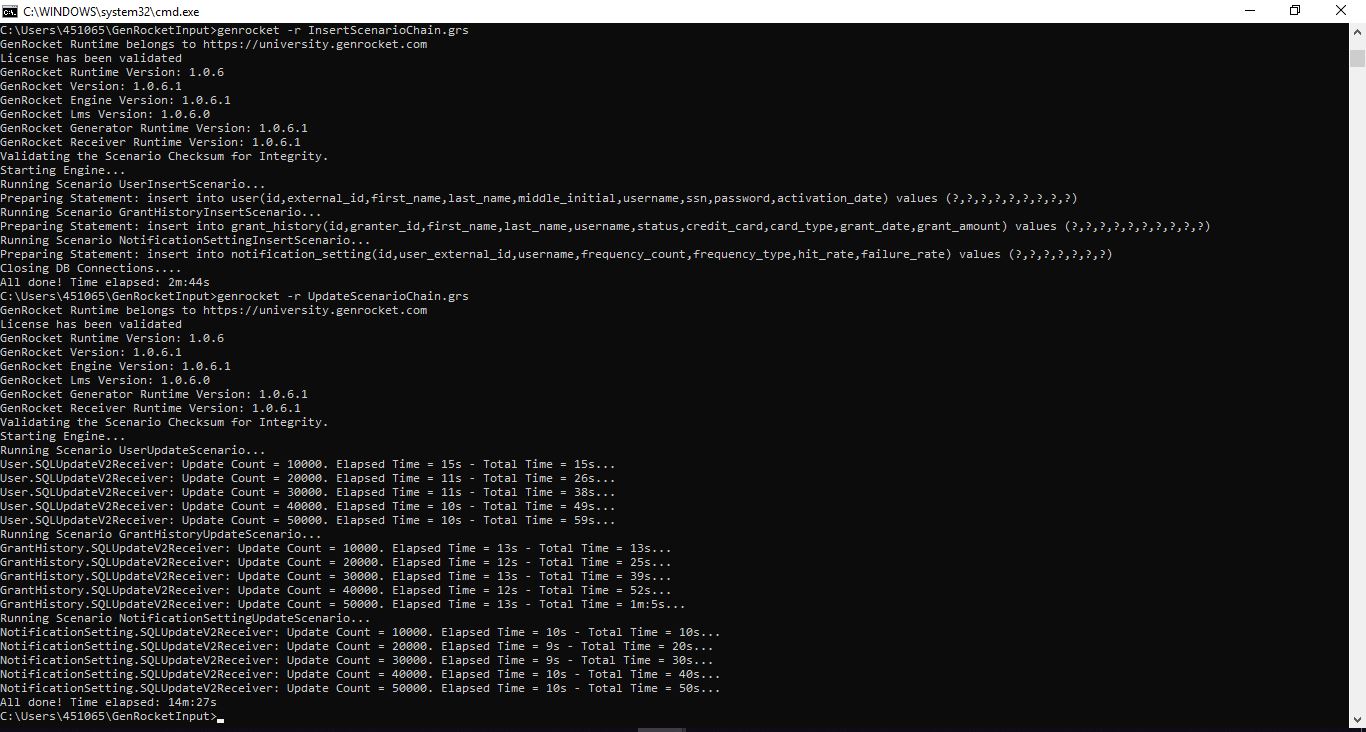 C:\WINDOWS\system32\cmd.exe
C:\Users\451065\GenRocketInput>genrocket -r InsertScenarioChain.grs
GenRocket Runtime belongs to https://university.genrocket.com
License has been validated
GenRocket Runtime Version: 1.0.6
GenRocket Version: 1.0.6.1
GenRocket Engine Version: 1.0.6.1
GenRocket Lms Version: 1.0.6.0
GenRocket Generator Runtime Version: 1.0.6.1
GenRocket Receiver Runtime Version: 1.0.6.1
Validating the Scenario Checksum for Integrity.
Starting Engine...
Running Scenario UserInsertScenario...
Preparing Statement: insert into user(id,external_id,first_name,last_name,middle_initial,username,ssn,password,activation_date) values (?,?,?,?,?,?,?,?,?)
Running Scenario GrantHistoryInsertScenario...
Preparing Statement: insert into grant_history(id,granter_id,first_name,last_name,username,status,credit_card,card_type,grant_date,grant_amount) values (?,?,?,?,?,?,?,?,?,?)
Running Scenario NotificationSettingInsertScenario...
Preparing Statement: insert into notification_setting(id,user_external_id,username,frequency_count,frequency_type,hit_rate,failure_rate) values (?,?,?,?,?,?,?)
Closing DB Connections....
All done! Time elapsed: 2m:44s
C:\Users\451065\GenRocketInput>genrocket -r UpdateScenarioChain.grs
GenRocket Runtime belongs to https://university.genrocket.com
License has been validated
GenRocket Runtime Version: 1.0.6
GenRocket Version: 1.0.6.1
GenRocket Engine Version: 1.0.6.1
GenRocket Lms Version: 1.0.6.0
GenRocket Generator Runtime Version: 1.0.6.1
GenRocket Receiver Runtime Version: 1.0.6.1
Validating the Scenario Checksum for Integrity.
Starting Engine...
Running Scenario UserUpdateScenario...
User.SQLUpdateV2Receiver: Update Count = 10000. Elapsed Time = 15s - Total Time = 15s...
User.SQLUpdateV2Receiver: Update Count = 20000. Elapsed Time = 11s - Total Time = 26s...
User.SQLUpdateV2Receiver: Update Count = 30000. Elapsed Time = 11s - Total Time = 38s...
User.SQLUpdateV2Receiver: Update Count = 40000. Elapsed Time = 10s - Total Time = 49s...
User.SQLUpdateV2Receiver: Update Count = 50000. Elapsed Time = 10s - Total Time = 59s...
Running Scenario GrantHistoryUpdateScenario...
GrantHistory.SQLUpdateV2Receiver: Update Count = 10000. Elapsed Time = 13s - Total Time = 13s...
GrantHistory.SQLUpdateV2Receiver: Update Count = 20000. Elapsed Time = 12s - Total Time = 25s...
GrantHistory.SQLUpdateV2Receiver: Update Count = 30000. Elapsed Time = 13s - Total Time = 39s...
GrantHistory.SQLUpdateV2Receiver: Update Count = 40000. Elapsed Time = 12s - Total Time = 52s...
GrantHistory.SQLUpdateV2Receiver: Update Count = 50000. Elapsed Time = 13s - Total Time = 1m:5s...
Running Scenario NotificationSettingUpdateScenario...
NotificationSetting.SQLUpdateV2Receiver: Update Count = 10000. Elapsed Time = 10s - Total Time = 10s...
NotificationSetting.SQLUpdateV2Receiver: Update Count = 20000. Elapsed Time = 9s - Total Time = 20s...
NotificationSetting.SQLUpdateV2Receiver: Update Count = 30000. Elapsed Time = 9s - Total Time = 30s...
NotificationSetting.SQLUpdateV2Receiver: Update Count = 40000. Elapsed Time = 10s - Total Time = 40s...
NotificationSetting.SQLUpdateV2Receiver: Update Count = 50000. Elapsed Time = 10s - Total Time = 50s...
All done! Time elapsed: 14m:27s
C:\Users\451065\GenRocketInput>